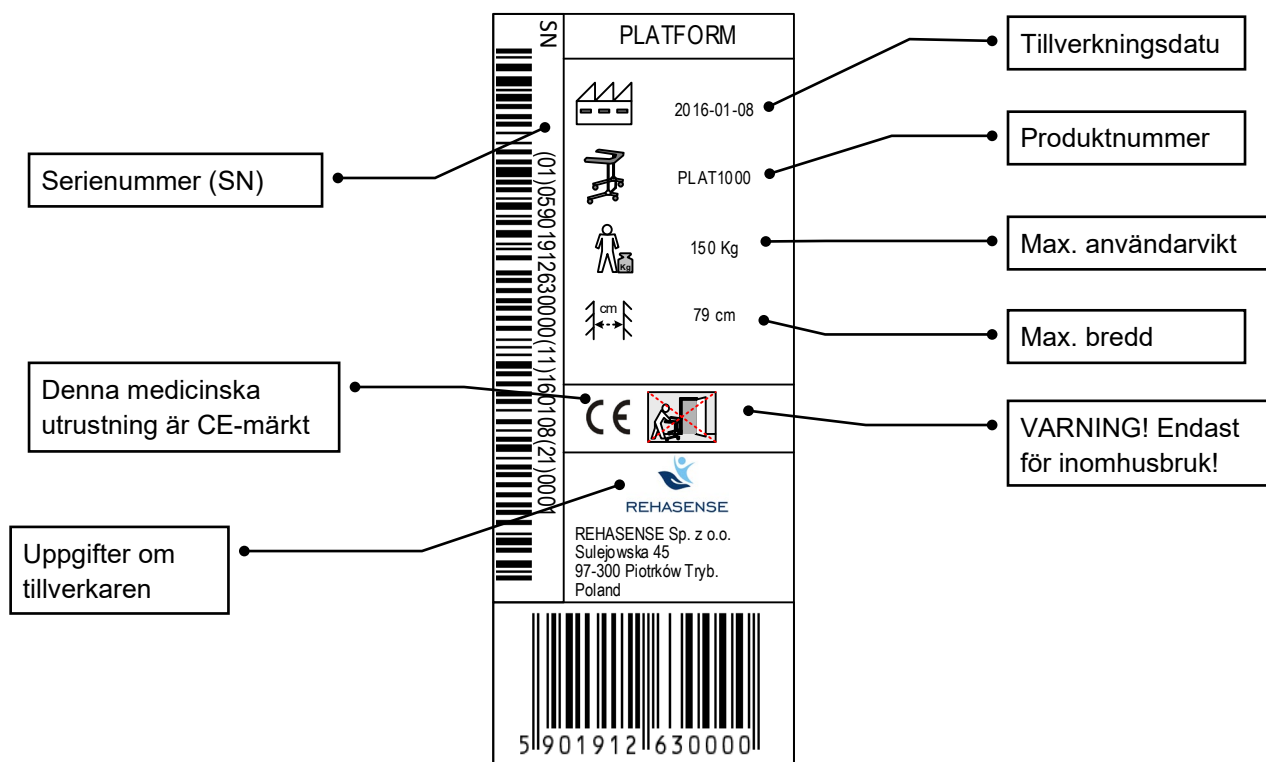 PLATFORM
SN
(01)05901912630000(11)160108(21)0001
2016-01-08
PLAT1000
Kg
150 Kg
cm
79 cm
CE
REHASENSE
REHASENSE Sp. z o.o.
Sulejowska 45
97-300 Piotrków Tryb.
Poland
5 901912 630000
Serienummer (SN)
Denna medicinska
utrustning är CE-märkt
Uppgifter om
tillverkaren
Tillverkningsdatu
Produktnummer
Max. användarvikt
Max. bredd
VARNING! Endast
för inomhusbruk!